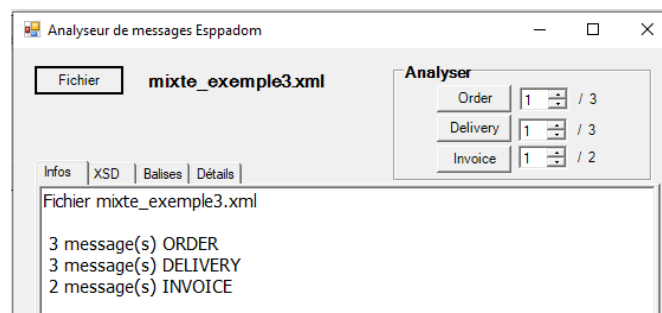 Analyseur de messages Esppadom
Fichier
mixte_exemple3.xml
Analyser
Order 1 / 3
Delivery 1 / 3
Invoice 1 / 2
Infos XSD Balises Détails
Fichier mixte_exemple3.xml
3 message(s) ORDER
3 message(s) DELIVERY
2 message(s) INVOICE